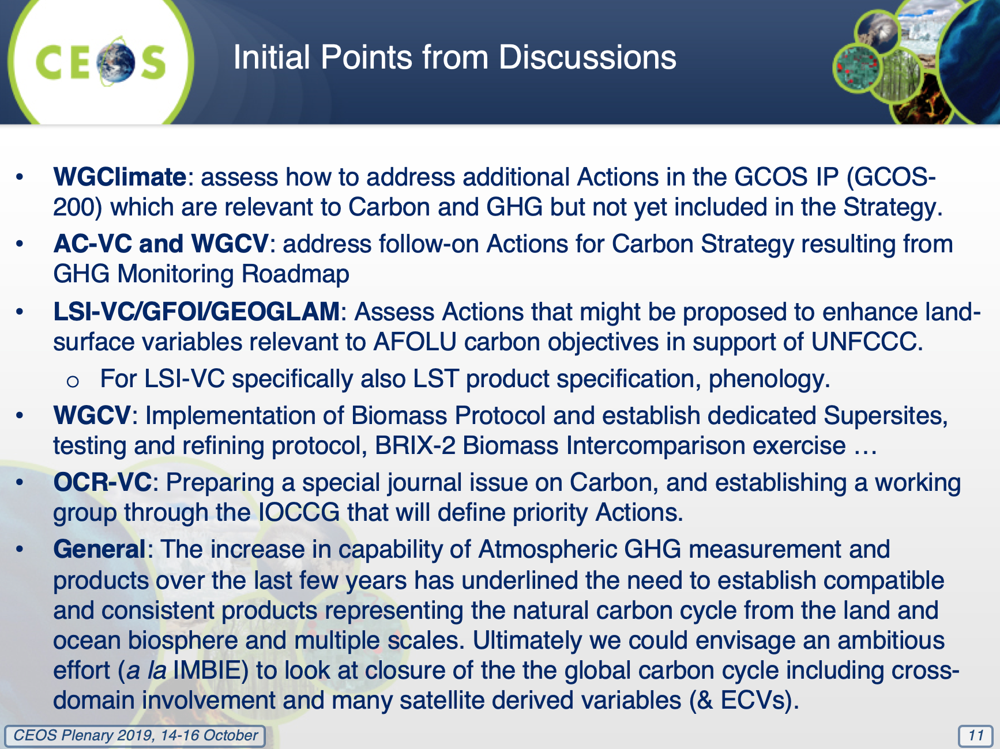 CEOS
Initial Points from Discussions
• WGClimate: assess how to address additional Actions in the GCOS IP (GCOS-
200) which are relevant to Carbon and GHG but not yet included in the Strategy.
• AC-VC and WGCV: address follow-on Actions for Carbon Strategy resulting from
GHG Monitoring Roadmap
• LSI-VC/GFOI/GEOGLAM: Assess Actions that might be proposed to enhance land-
surface variables relevant to AFOLU carbon objectives in support of UNFCCC.
○ For LSI-VC specifically also LST product specification, phenology.
• WGCV: Implementation of Biomass Protocol and establish dedicated Supersites,
testing and refining protocol, BRIX-2 Biomass Intercomparison exercise …
• OCR-VC: Preparing a special journal issue on Carbon, and establishing a working
group through the IOCCG that will define priority Actions.
• General: The increase in capability of Atmospheric GHG measurement and
products over the last few years has underlined the need to establish compatible
and consistent products representing the natural carbon cycle from the land and
ocean biosphere and multiple scales. Ultimately we could envisage an ambitious
effort (a la IMBIE) to look at closure of the the global carbon cycle including cross-
domain involvement and many satellite derived variables (& ECVs).
CEOS Plenary 2019, 14-16 October
11